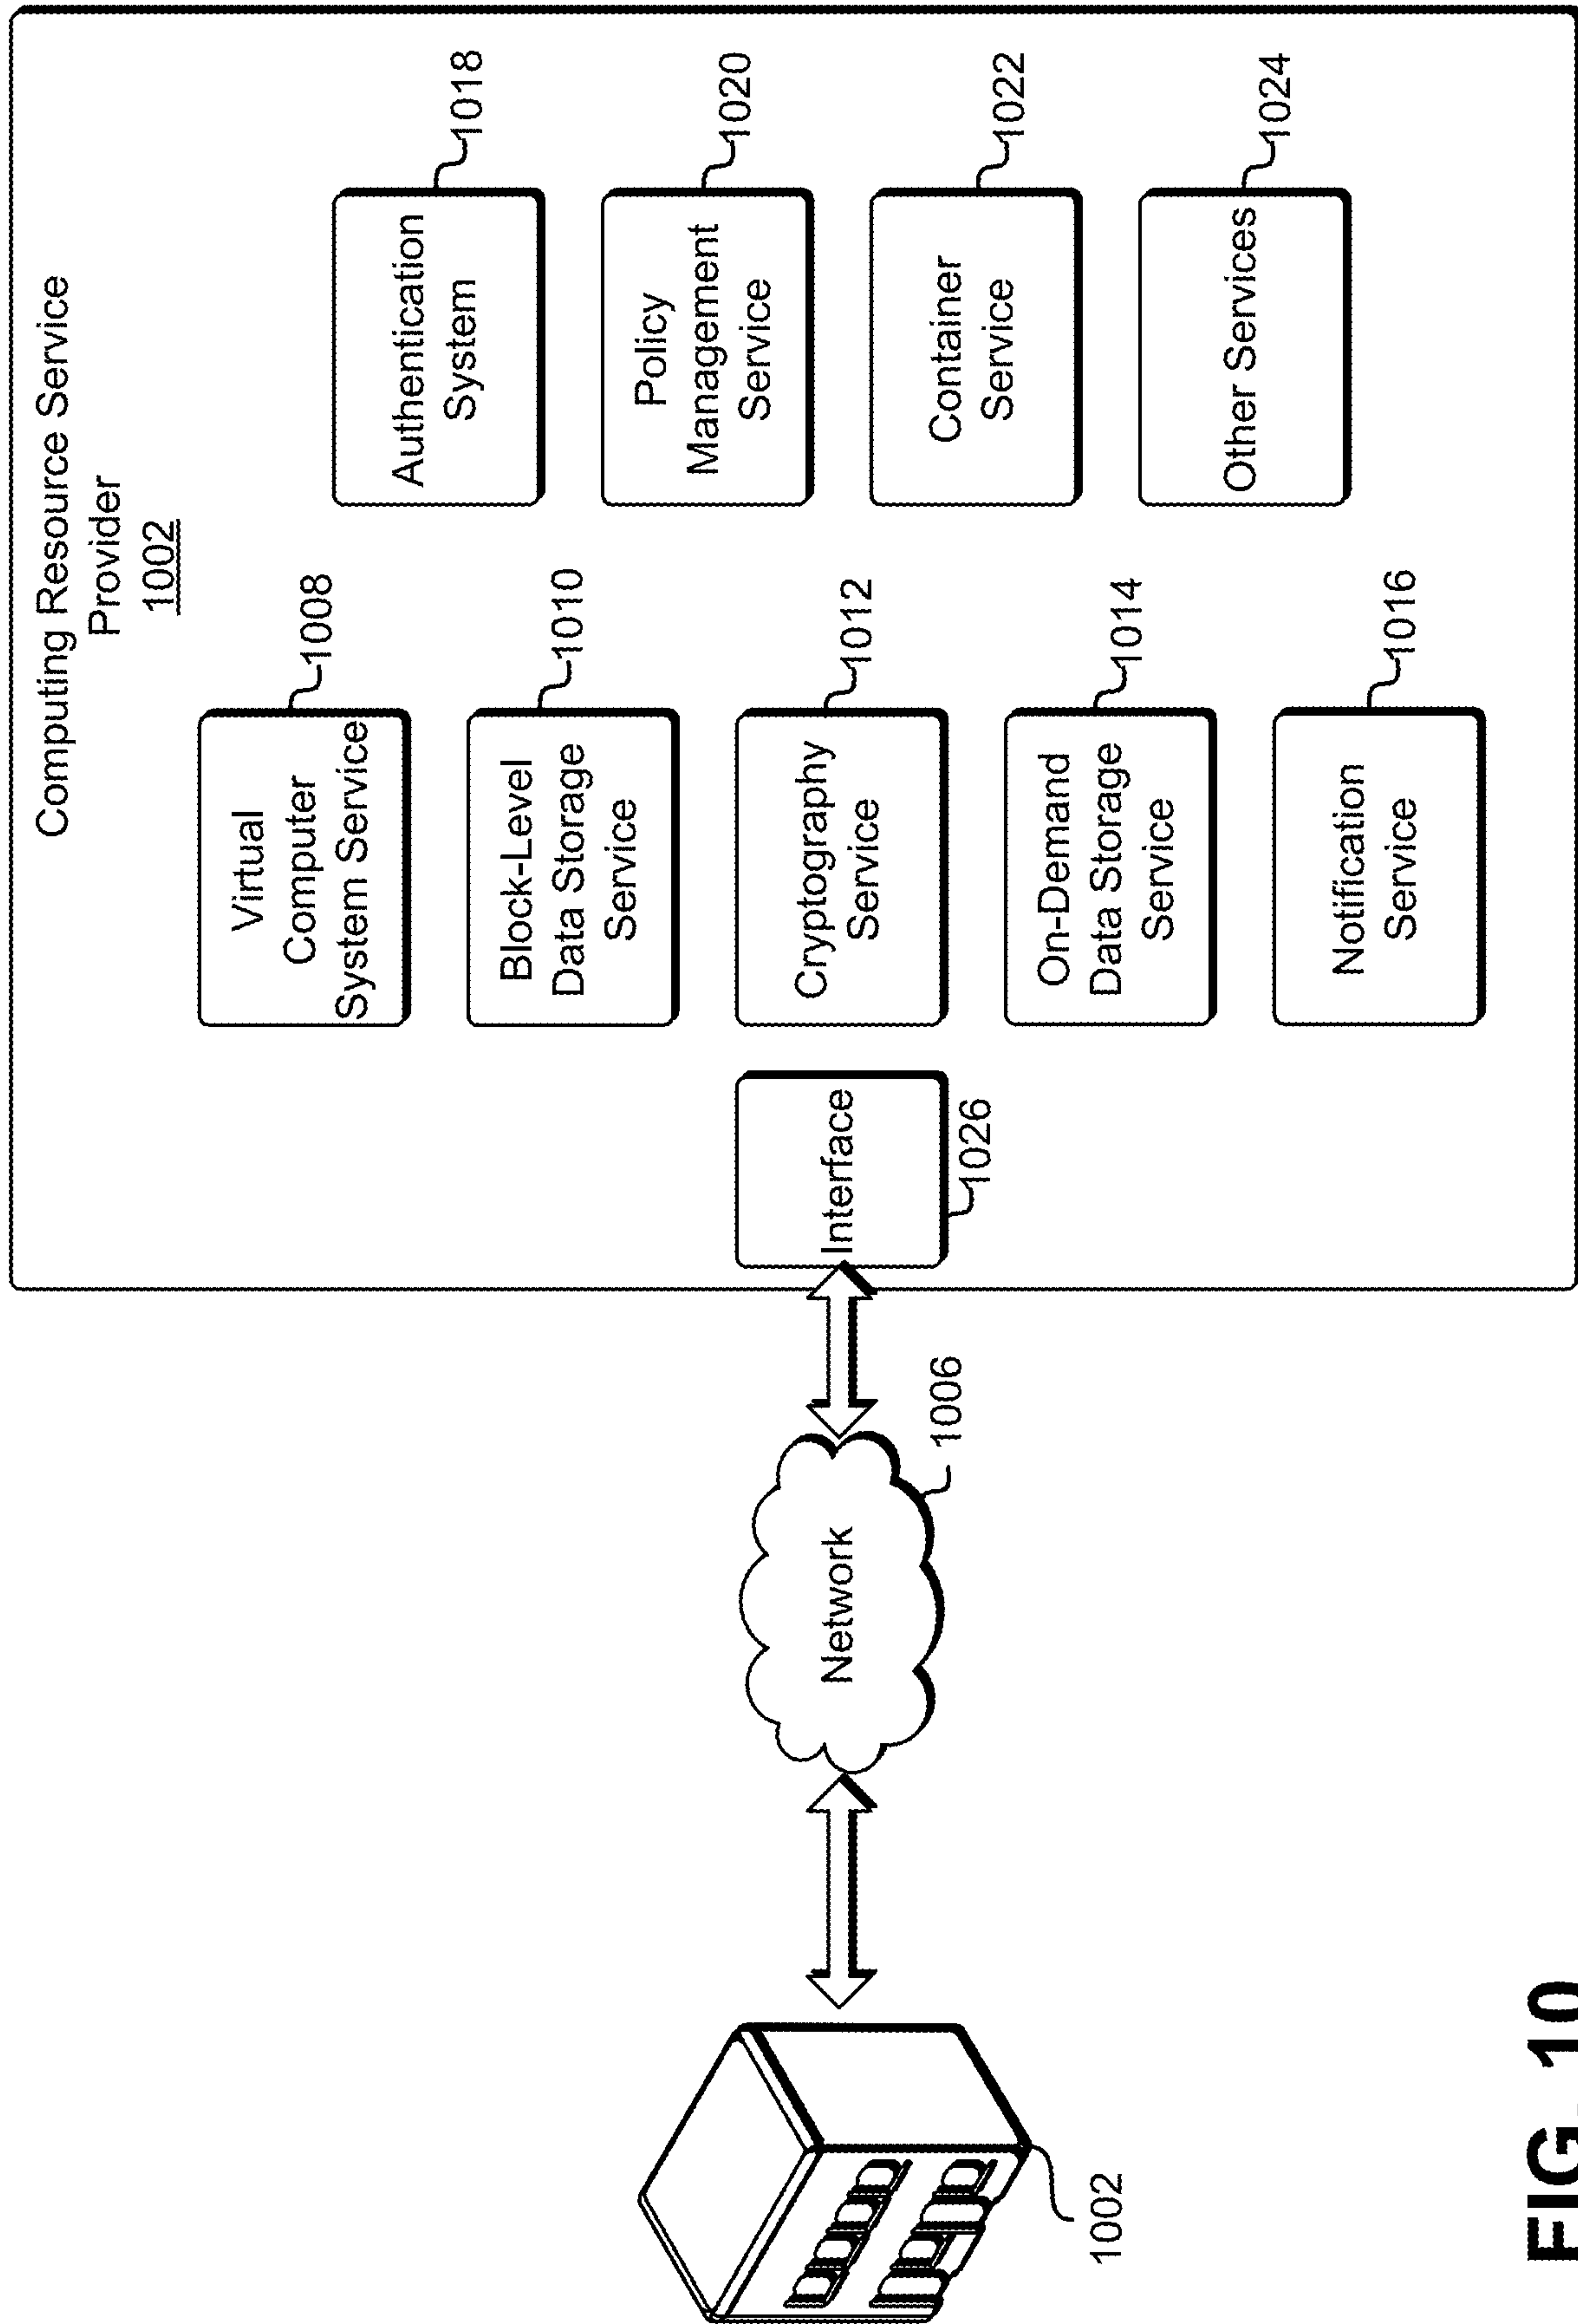 Computing Resource Service
Provider
1002
Virtual
Computer
System Service
1008
Block-Level
Data Storage
Service
1010
Cryptography
Service
1012
On-Demand
Data Storage
Service
1014
Notification
Service
1016
Authentication
System
1018
Policy
Management
Service
1020
Container
Service
1022
Other Services
1024
Interface
1026
Network
1006
1002
FIG. 10